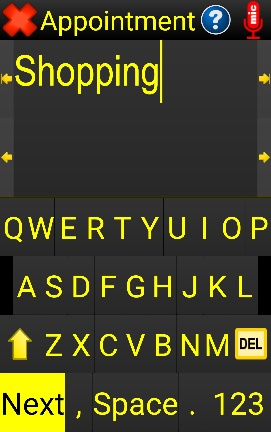 Appointment ? mic
Shopping
QWERTYUIOP
ASDFGHJKL
ZXCVBNM DEL
Next , Space . 123